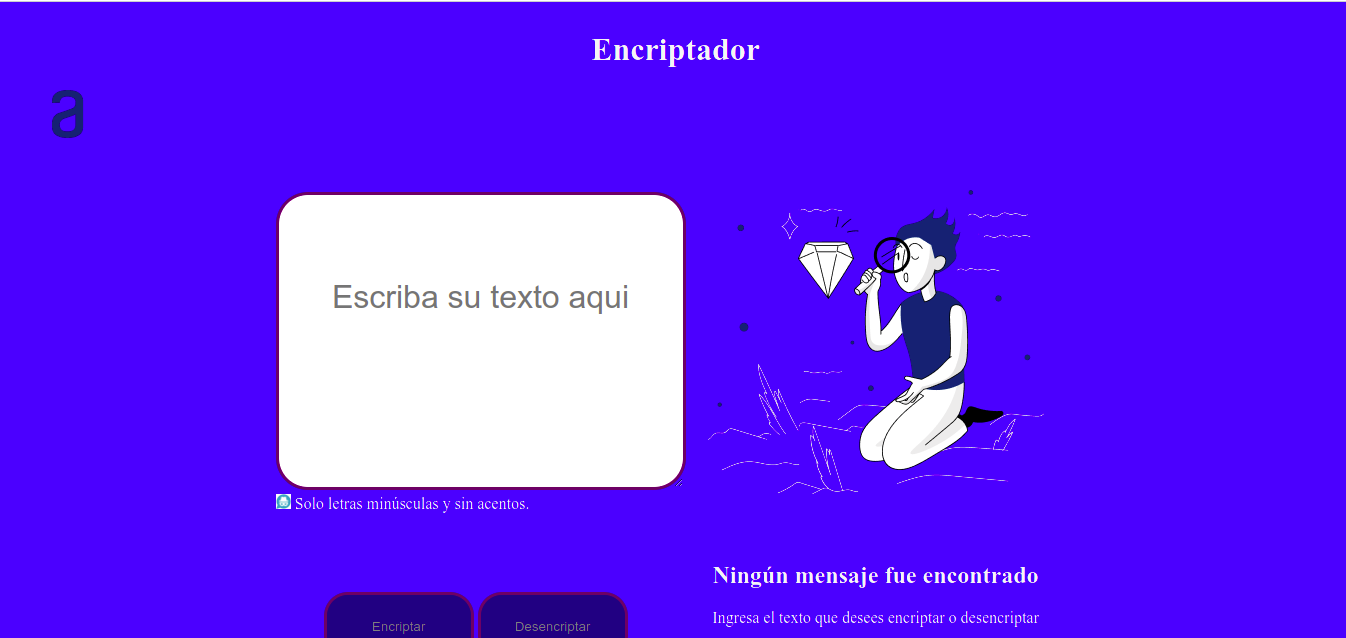 Encriptador
a
Escriba su texto aqui
Solo letras minúsculas y sin acentos.
Ningún mensaje fue encontrado
Ingresa el texto que desees encriptar o desencriptar
Encriptar
Desencriptar